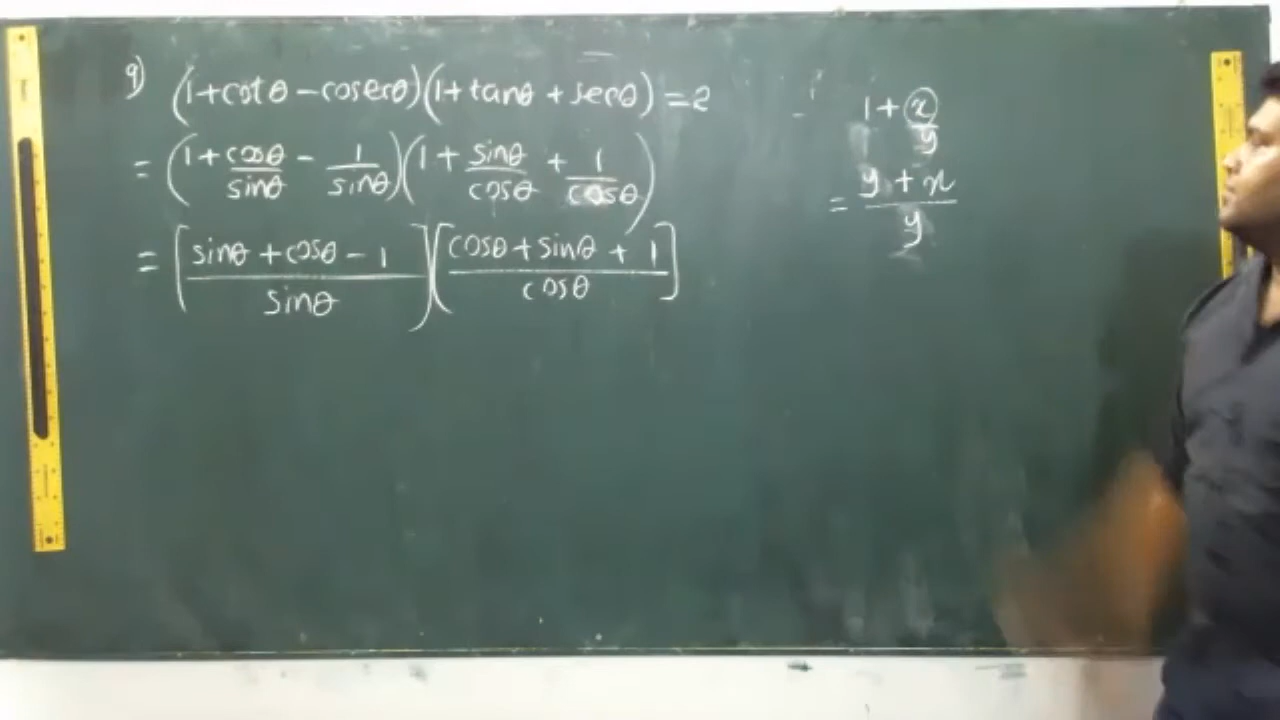 9) (1+cotθ-cosecθ)(1+tanθ+secθ)=2
= (1+cosθ/sinθ - 1/sinθ)(1+sinθ/cosθ + 1/cosθ)
= [sinθ+cosθ-1/sinθ)([cosθ+sinθ+1/cosθ]
1+x/y
= y+x/y